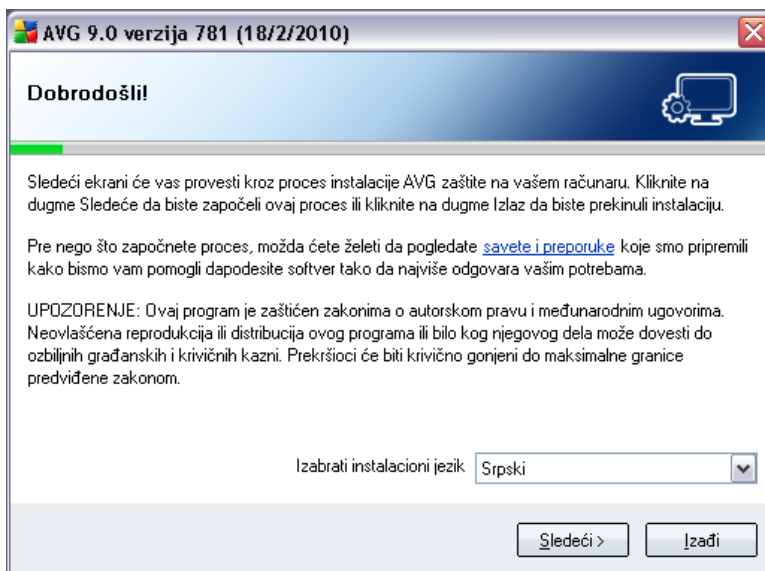 AVG 9.0 verzija 781 (18/2/2010)
Dobrodošli!
Sledeći ekrani će vas provesti kroz proces instalacije AVG zaštite na vašem računaru. Kliknite na
dugme Sledeće da biste započeli ovaj proces ili kliknite na dugme Izlaz da biste prekinuli instalaciju.
Pre nego što započnete proces, možda ćete želeti da pogledate savete i preporuke koje smo pripremili
kako bismo vam pomogli dapodesite softver tako da najviše odgovara vašim potrebama.
UPOZORENJE: Ovaj program je zaštićen zakonima o autorskom pravu i međunarodnim ugovorima.
Neovlašćena reprodukcija ili distribucija ovog programa ili bilo kog njegovog dela može dovesti do
ozbiljnih građanskih i krivičnih kazni. Prekršioci će biti krivično gonjeni do maksimalne granice
predviđene zakonom.
Izabrati instalacioni jezik Srpski
Sledeći > Izađi